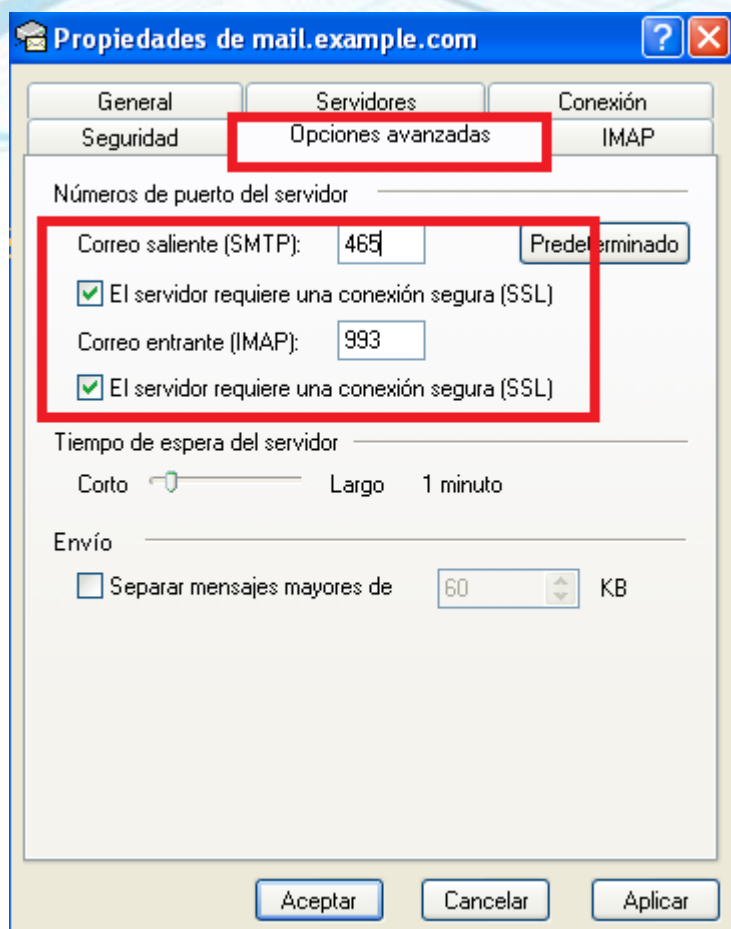 Propiedades de mail.example.com
General Servidores Conexión
Seguridad Opciones avanzadas IMAP
Números de puerto del servidor
Correo saliente (SMTP): 465 Predeterminado
El servidor requiere una conexión segura (SSL)
Correo entrante (IMAP): 993
El servidor requiere una conexión segura (SSL)
Tiempo de espera del servidor
Corto Largo 1 minuto
Envío
Separar mensajes mayores de 60 KB
Aceptar Cancelar Aplicar